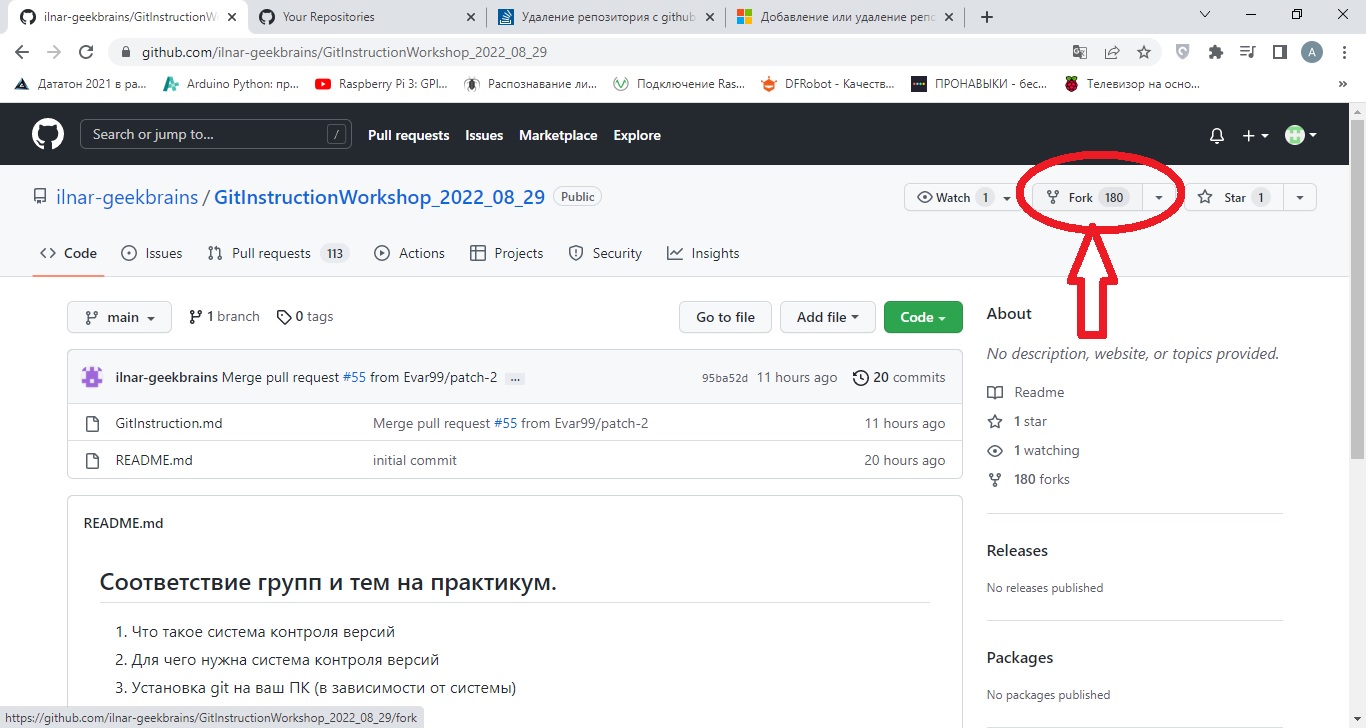 ilnar-geekbrains/GitInstructionW
Your Repositories
Удаление репозитория с github
Добавление или удаление репо
github.com/ilnar-geekbrains/GitInstructionWorkshop_2022_08_29
A
Дататон 2021 в ра...
Arduino Python: пр...
Raspberry Pi 3: GPI...
Распознавание ли...
Подключение Ras...
DFRobot - Качеств...
ПРОНАВЫКИ - бес...
Телевизор на осно...
»
Search or jump to... /
Pull requests Issues Marketplace Explore
ilnar-geekbrains / GitInstructionWorkshop_2022_08_29 Public
Watch 1 Fork 180 Star 1
Code Issues Pull requests 113 Actions Projects Security Insights
main 1 branch 0 tags
Go to file Add file Code
ilnar-geekbrains Merge pull request #55 from Evar99/patch-2 ... 95ba52d 11 hours ago 20 commits
GitInstruction.md Merge pull request #55 from Evar99/patch-2 11 hours ago
README.md initial commit 20 hours ago
README.md
Соответствие групп и тем на практикум.
1. Что такое система контроля версий
2. Для чего нужна система контроля версий
3. Установка git на ваш ПК (в зависимости от системы)
About
No description, website, or topics provided.
Readme
1 star
1 watching
180 forks
Releases
No releases published
Packages
No packages published
https://github.com/ilnar-geekbrains/GitInstructionWorkshop_2022_08_29/fork